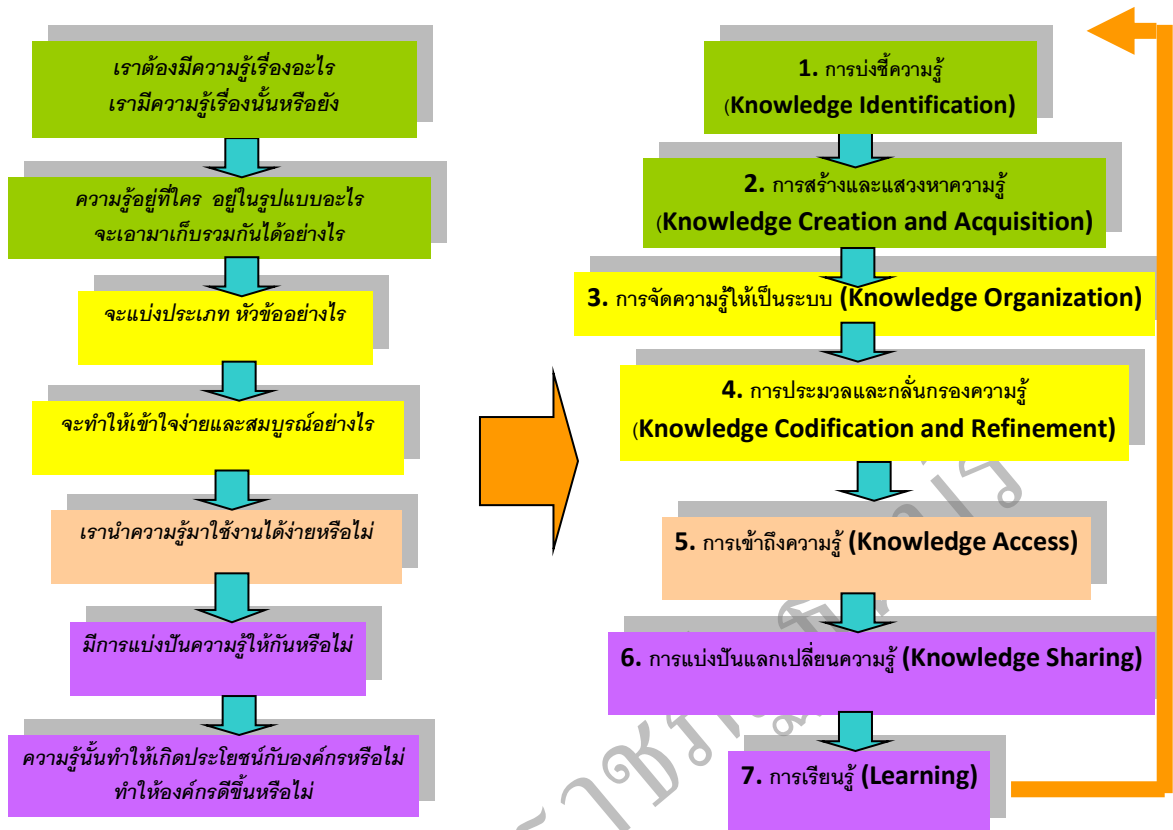 เราต้องมีความรู้เรื่องอะไร
เรามีความรู้เรื่องนั้นหรือยัง
ความรู้อยู่ที่ใคร อยู่ในรูปแบบอะไร
จะเอามาเก็บรวมกันได้อย่างไร
จะแบ่งประเภท หัวข้ออย่างไร
จะทำให้เข้าใจง่ายและสมบูรณ์อย่างไร
เรานำความรู้มาใช้งานได้ง่ายหรือไม่
มีการแบ่งปันความรู้ให้กันหรือไม่
ความรู้นั้นทำให้เกิดประโยชน์กับองค์กรหรือไม่
ทำให้องค์กรดีขึ้นหรือไม่
1. การบ่งชี้ความรู้
(Knowledge Identification)
2. การสร้างและแสวงหาความรู้
(Knowledge Creation and Acquisition)
3. การจัดความรู้ให้เป็นระบบ (Knowledge Organization)
4. การประมวลและกลั่นกรองความรู้
(Knowledge Codification and Refinement)
5. การเข้าถึงความรู้ (Knowledge Access)
6. การแบ่งปันแลกเปลี่ยนความรู้ (Knowledge Sharing)
7. การเรียนรู้ (Learning)